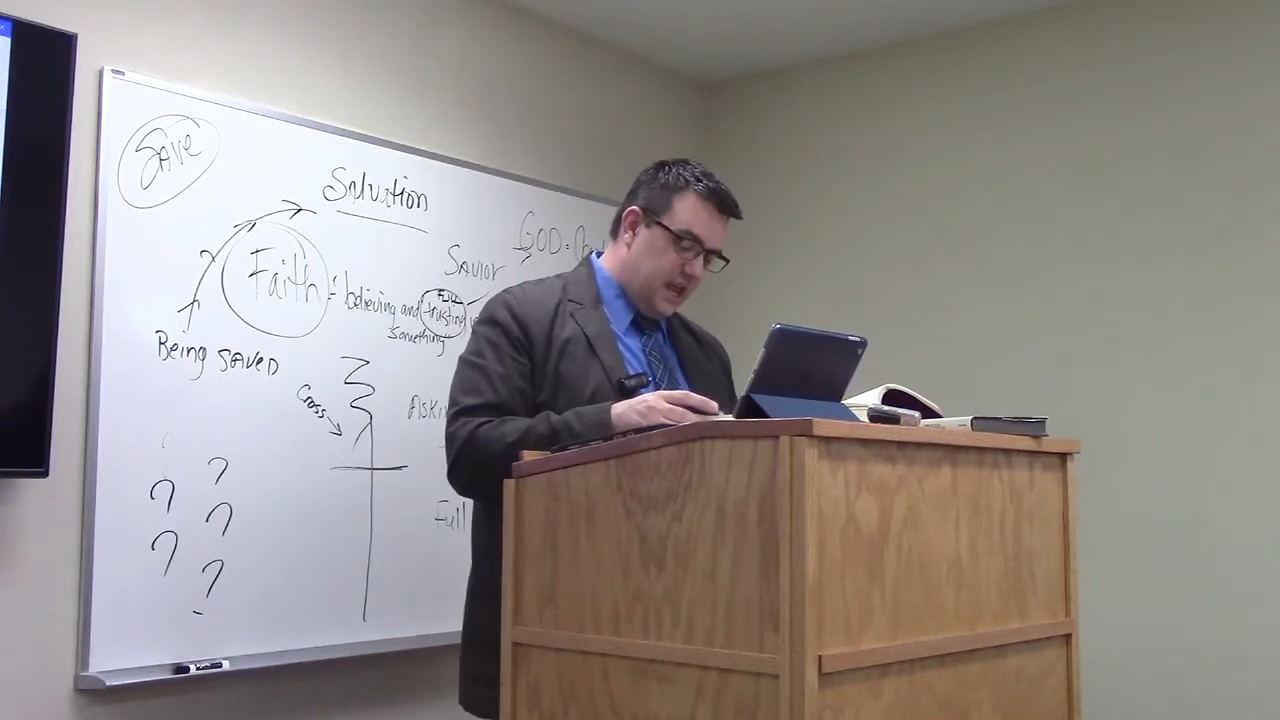 SAVE
Salvation
GOD =
SAVIOR
Faith : believing and trusting
Full
something"
Being SAVED
Cross
Full
? ?
? ?
? ?